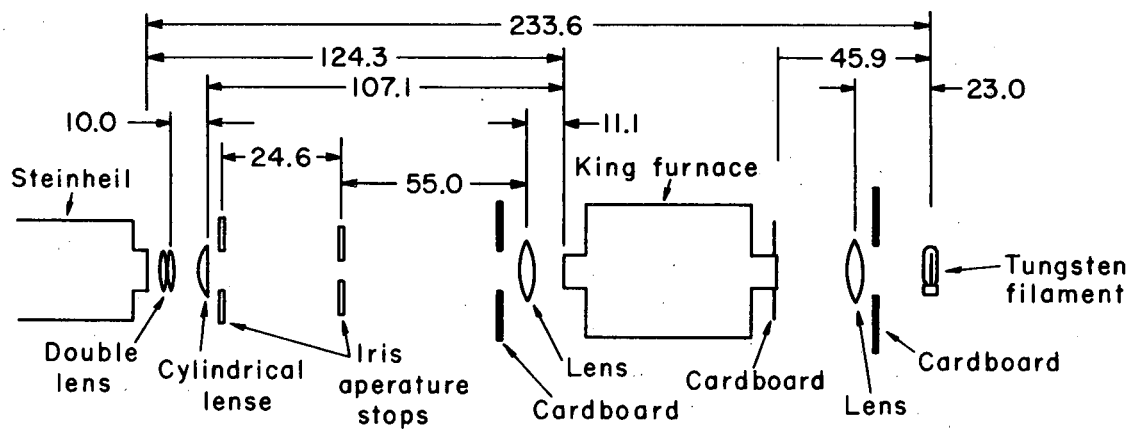 233.6
124.3
45.9
107.1
23.0
10.0
11.1
24.6
King furnace
Steinheil
55.0
Tungsten
filament
Double
lens
Cylindrical
lense
Iris
aperature
stops
Lens
Cardboard
Cardboard
Lens
Cardboard